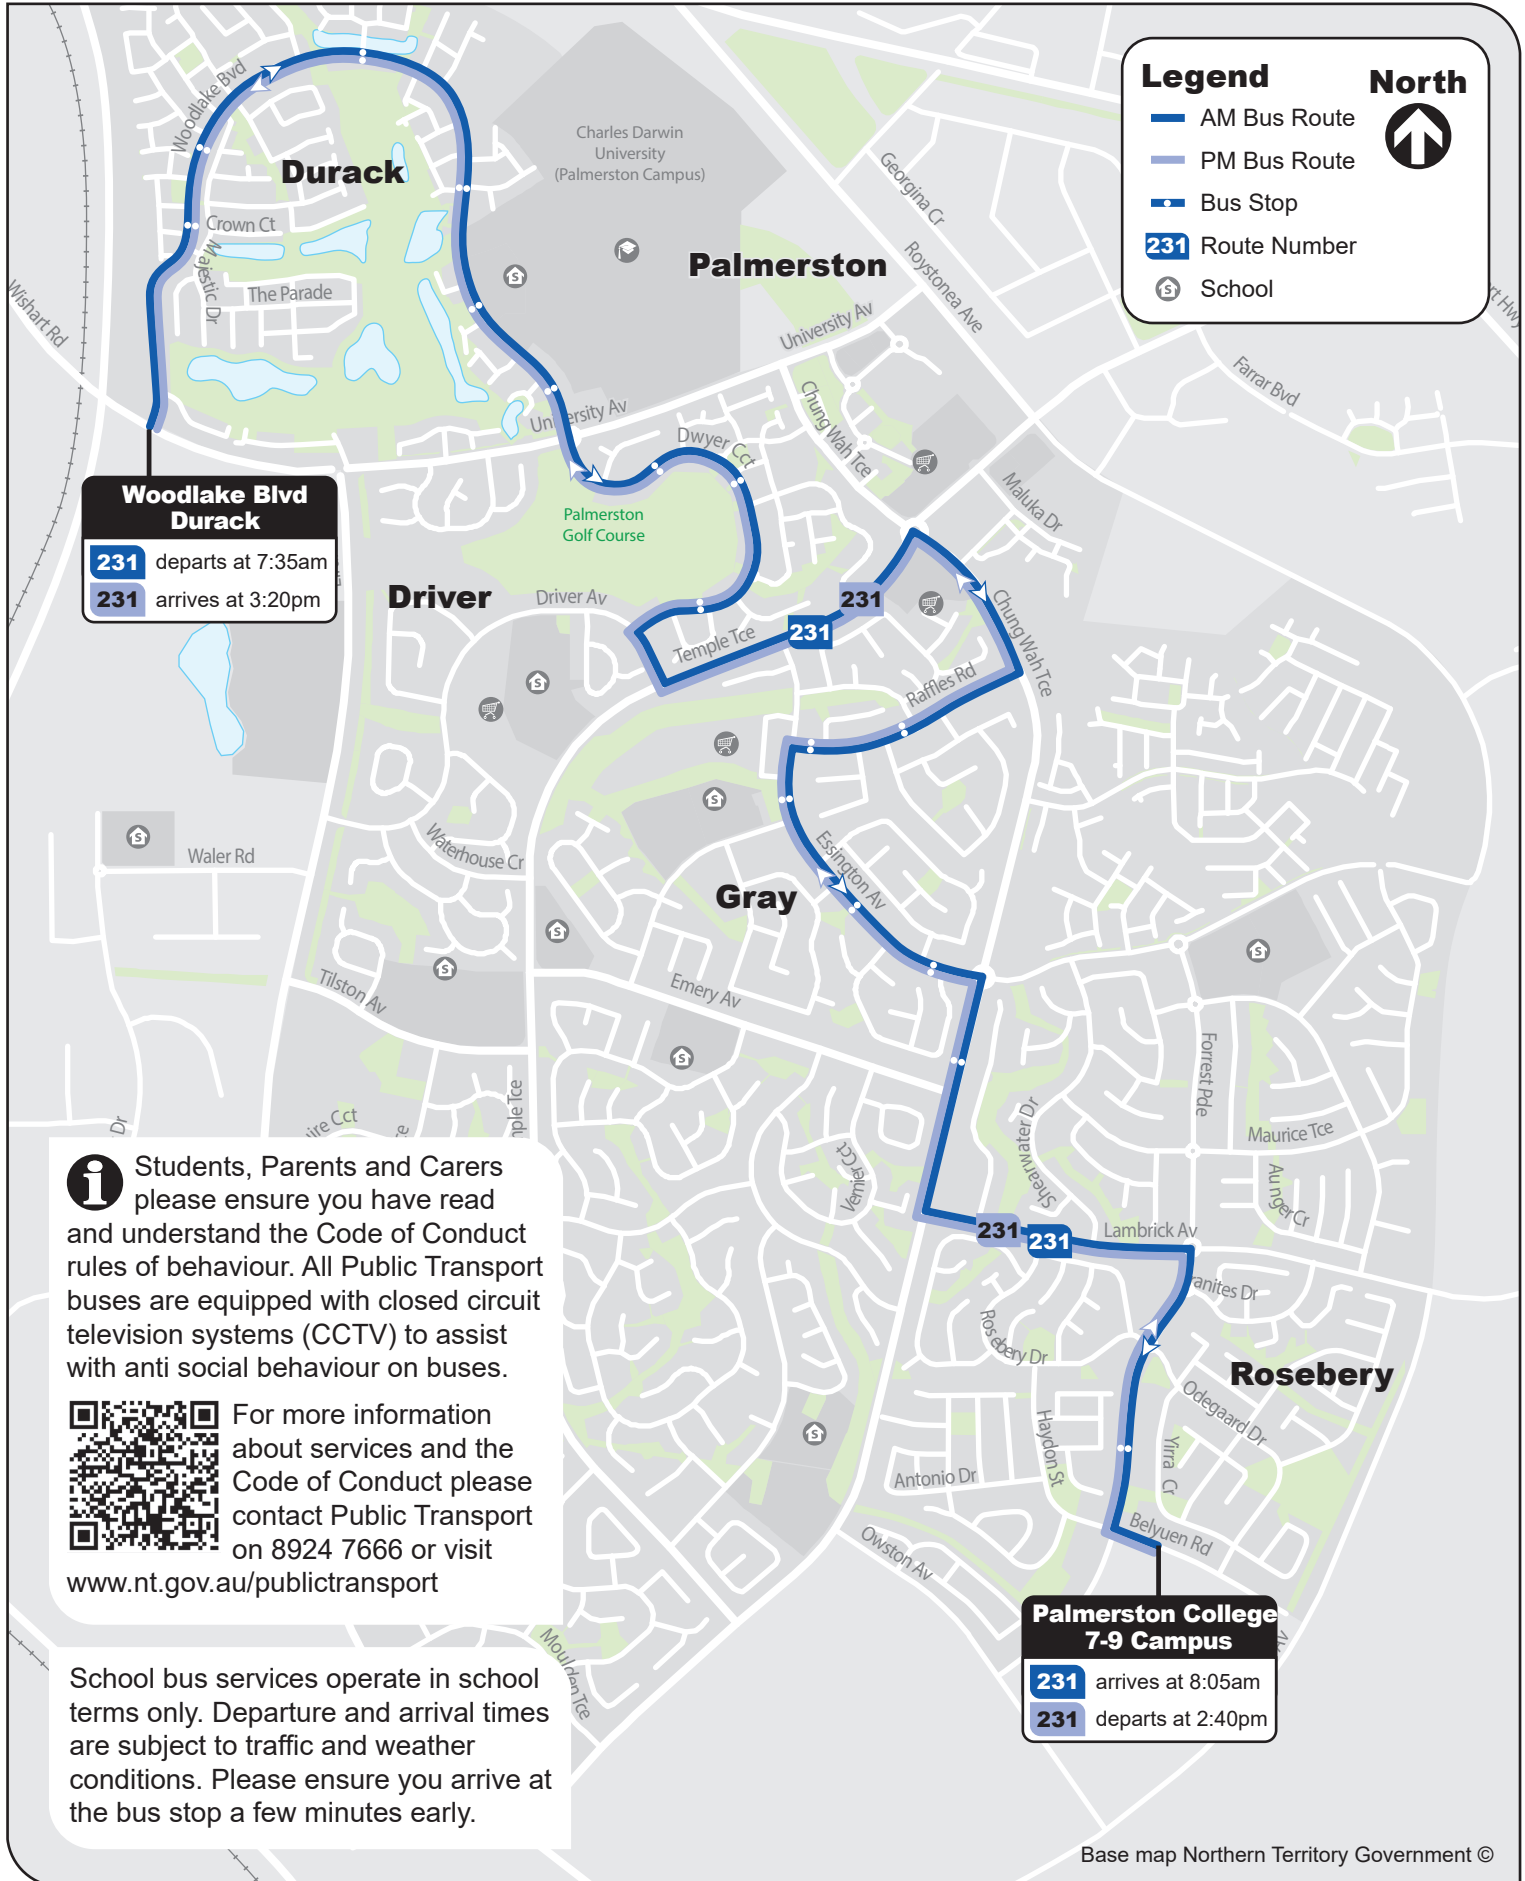 Legend
North
AM Bus Route
PM Bus Route
Bus Stop
231 Route Number
School
Woodlake Bvd
Durack
Charles Darwin
University
(Palmerston Campus)
Georgina Cr
Crown Ct
Majestic Dr
The Parade
Palmerston
Roystonea Ave
Wishart Rd
University Av
Farrar Bvd
University Av
Chung Wah Tce
Dwyer Cct
Maluka Dr
Woodlake Blvd
Durack
231 departs at 7:35am
231 arrives at 3:20pm
Palmerston
Golf Course
Driver
Driver Av
231
231
Temple Tce
Chung Wah Tce
Raffles Rd
Waterhouse Cr
Waler Rd
Essington Av
Gray
Emery Av
Tilston Av
Forrest Pde
Maurice Tce
Shearwater Dr
Aunger Cr
Vernier Cct
Dr
231
231
Lambrick Av
Rosebery Dr
Rosebery
Odegaard Dr
Haydon St
Yirra Cr
Antonio Dr
Belyuen Rd
Owston Av
Students, Parents and Carers
please ensure you have read
and understand the Code of Conduct
rules of behaviour. All Public Transport
buses are equipped with closed circuit
television systems (CCTV) to assist
with anti social behaviour on buses.
For more information
about services and the
Code of Conduct please
contact Public Transport
on 8924 7666 or visit
www.nt.gov.au/publictransport
Palmerston College
7-9 Campus
231 arrives at 8:05am
231 departs at 2:40pm
Moulden Tce
School bus services operate in school
terms only. Departure and arrival times
are subject to traffic and weather
conditions. Please ensure you arrive at
the bus stop a few minutes early.
Base map Northern Territory Government ©